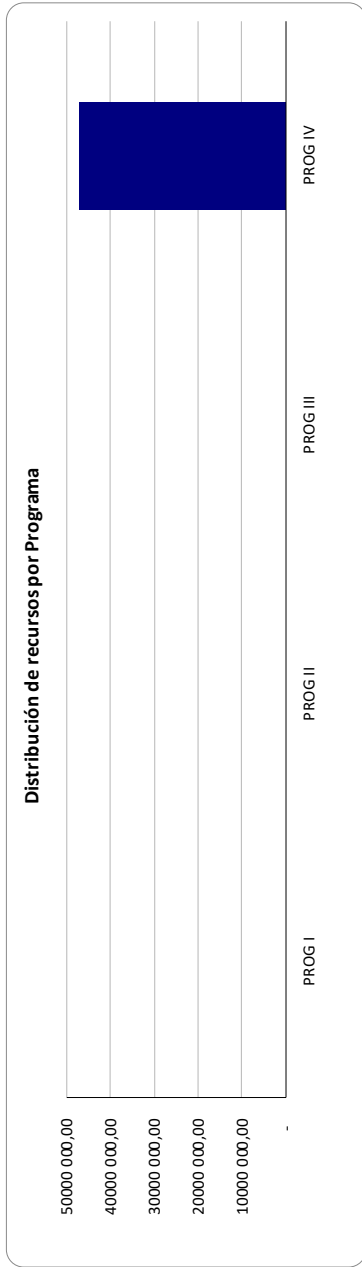 Distribución de recursos por Programa
50000 000,00
40000 000,00
30000 000,00
20000 000,00
10000 000,00
-
PROG I
PROG II
PROG III
PROG IV